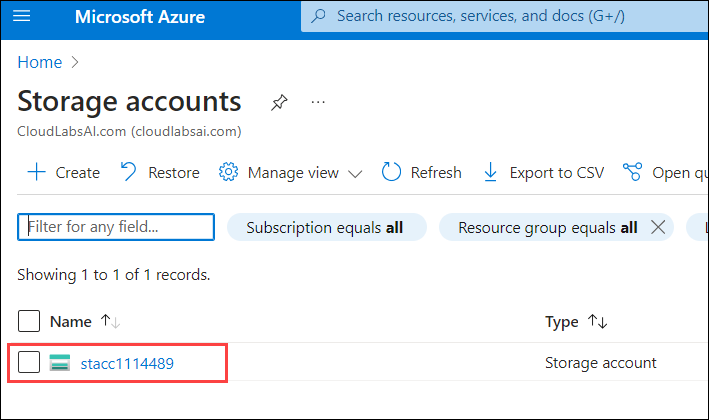 Microsoft Azure Search resources, services, and docs (G+/)
Home
Storage accounts ...
CloudLabsAI.com (cloudlabsai.com)
Create Restore Manage view Refresh Export to CSV Open qu
Filter for any field... Subscription equals all Resource group equals all
Showing 1 to 1 of 1 records.
Name Type
stacc1114489 Storage account